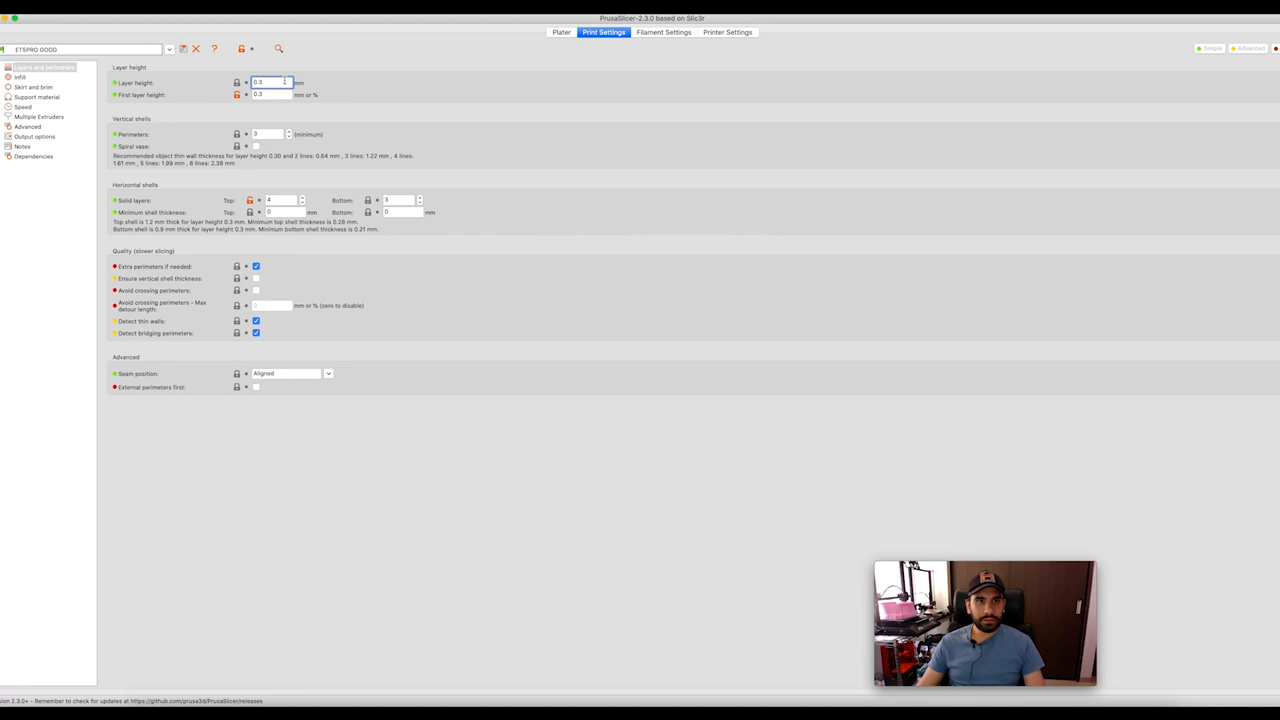 PrusaSlicer-2.3.0 based on Slic3r
Plater Print Settings Filament Settings Printer Settings
ETSPRO GOOD
Simple Advanced
Layers and perimeters
Infill
Skirt and brim
Support material
Speed
Multiple Extruders
Advanced
Output options
Notes
Dependencies
Layer height
Layer height: 0.3 mm
First layer height: 0.3 mm or %
Vertical shells
Perimeters: 3 (minimum)
Spiral vase:
Recommended object thin wall thickness for layer height 0.30 and 2 lines: 0.84 mm , 3 lines: 1.22 mm , 4 lines:
1.61 mm , 5 lines: 1.99 mm , 6 lines: 2.38 mm
Horizontal shells
Solid layers: Top: 4 Bottom: 3
Minimum shell thickness: Top: 0 mm Bottom: 0 mm
Top shell is 1.2 mm thick for layer height 0.3 mm. Minimum top shell thickness is 0.28 mm.
Bottom shell is 0.9 mm thick for layer height 0.3 mm. Minimum bottom shell thickness is 0.21 mm.
Quality (slower slicing)
Extra perimeters if needed:
Ensure vertical shell thickness:
Avoid crossing perimeters:
Avoid crossing perimeters - Max
detour length: 0 mm or % (zero to disable)
Detect thin walls:
Detect bridging perimeters:
Advanced
Seam position: Aligned
External perimeters first:
sion 2.3.0+ - Remember to check for updates at https://github.com/prusa3d/PrusaSlicer/releases